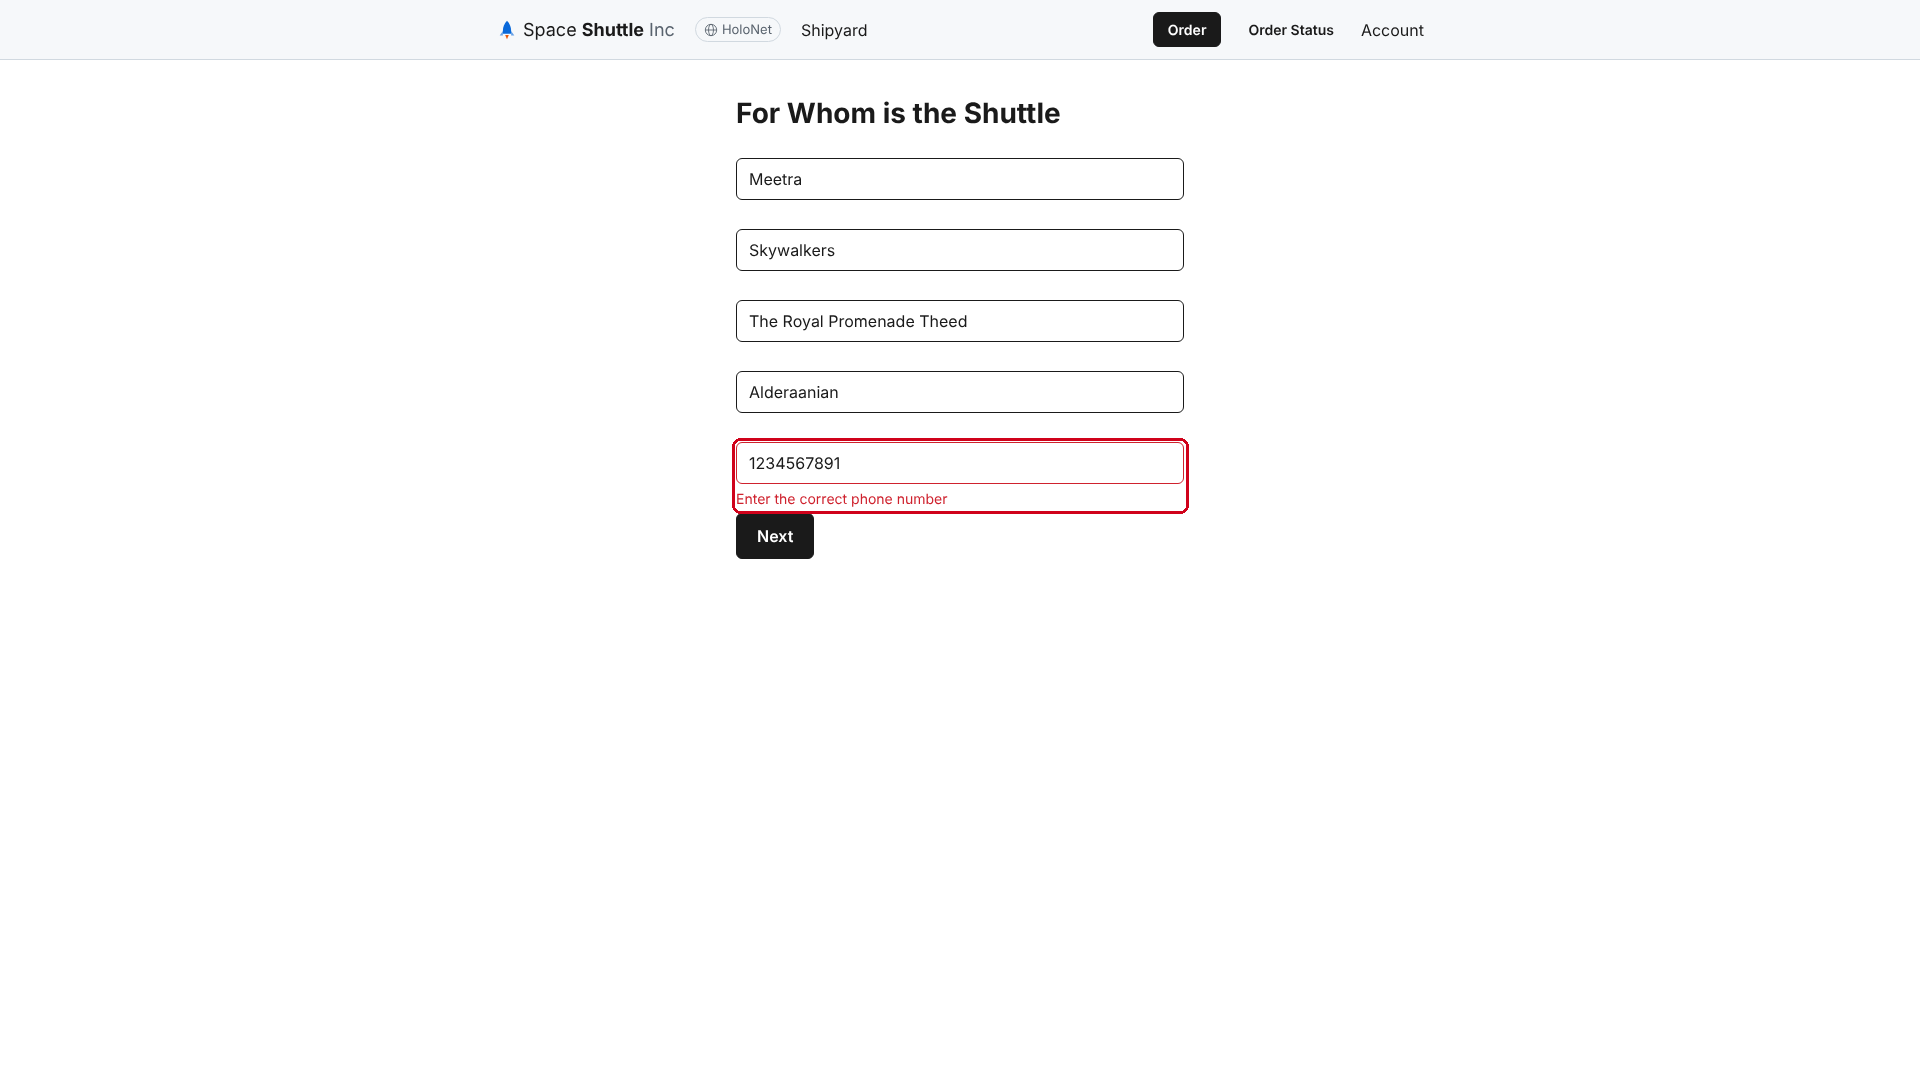 Space Shuttle Inc HoloNet Shipyard Order Order Status Account
For Whom is the Shuttle
Meetra
Skywalkers
The Royal Promenade Theed
Alderaanian
1234567891
Enter the correct phone number
Next